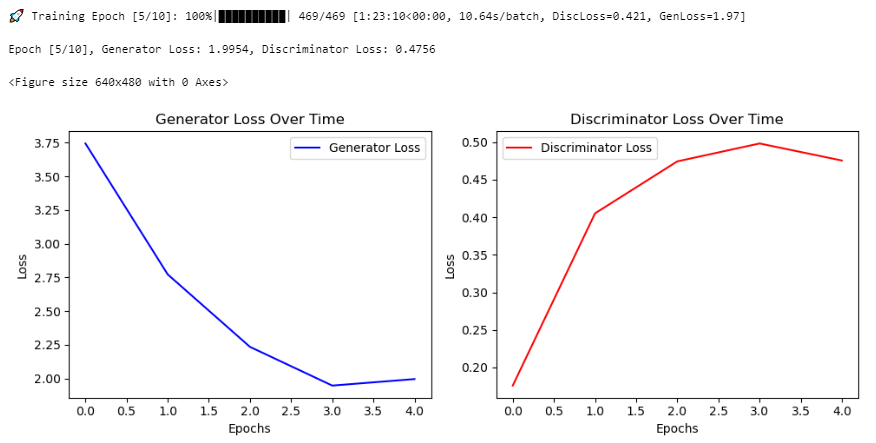 🚀 Training Epoch [5/10]: 100%|██████████| 469/469 [1:23:10<00:00, 10.64s/batch, DiscLoss=0.421, GenLoss=1.97]
Epoch [5/10], Generator Loss: 1.9954, Discriminator Loss: 0.4756
<Figure size 640x480 with 0 Axes>
Generator Loss Over Time
Generator Loss
3.75
3.50
3.25
3.00
2.75
2.50
2.25
2.00
Loss
0.0 0.5 1.0 1.5 2.0 2.5 3.0 3.5 4.0
Epochs
Discriminator Loss Over Time
Discriminator Loss
0.50
0.45
0.40
0.35
0.30
0.25
0.20
Loss
0.0 0.5 1.0 1.5 2.0 2.5 3.0 3.5 4.0
Epochs